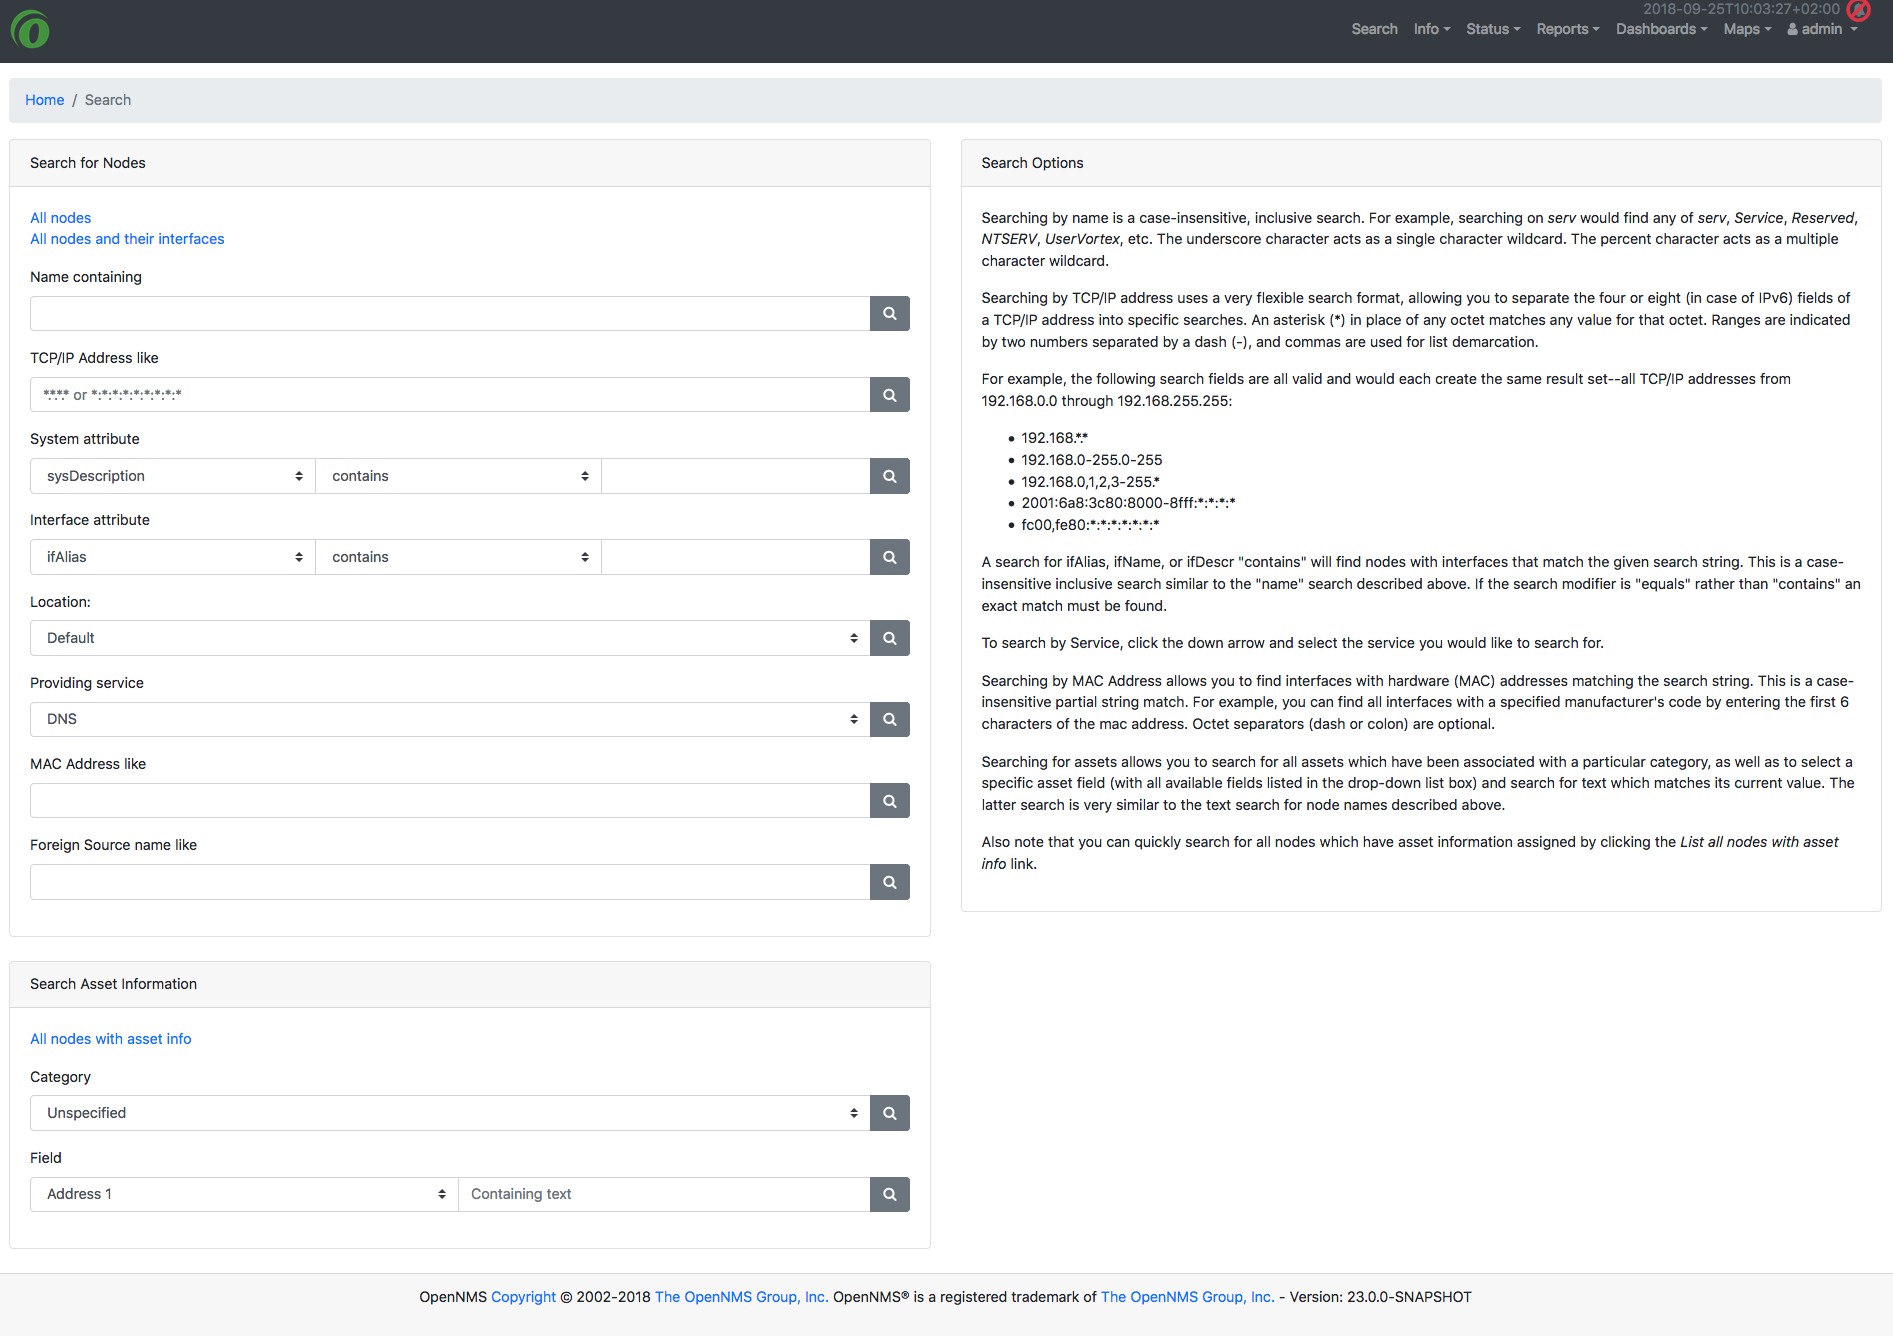 2018-09-25T10:03:27+02:00
Search Info Status Reports Dashboards Maps admin
Home / Search
Search for Nodes
All nodes
All nodes and their interfaces
Name containing
TCP/IP Address like
*.*.*.* or *:*:*:*:*:*:*:*:*
System attribute
sysDescription contains
Interface attribute
ifAlias contains
Location:
Default
Providing service
DNS
MAC Address like
Foreign Source name like
Search Asset Information
All nodes with asset info
Category
Unspecified
Field
Address 1 Containing text
Search Options
Searching by name is a case-insensitive, inclusive search. For example, searching on serv would find any of serv, Service, Reserved,
NTSERV, UserVortex, etc. The underscore character acts as a single character wildcard. The percent character acts as a multiple
character wildcard.
Searching by TCP/IP address uses a very flexible search format, allowing you to separate the four or eight (in case of IPv6) fields of
a TCP/IP address into specific searches. An asterisk (*) in place of any octet matches any value for that octet. Ranges are indicated
by two numbers separated by a dash (-), and commas are used for list demarcation.
For example, the following search fields are all valid and would each create the same result set--all TCP/IP addresses from
192.168.0.0 through 192.168.255.255:
• 192.168.*.*
• 192.168.0-255.0-255
• 192.168.0,1,2,3-255.*
• 2001:6a8:3c80:8000-8fff:*:*:*:*
• fc00,fe80:*:*:*:*:*:*:*
A search for ifAlias, ifName, or ifDescr "contains" will find nodes with interfaces that match the given search string. This is a case-
insensitive inclusive search similar to the "name" search described above. If the search modifier is "equals" rather than "contains" an
exact match must be found.
To search by Service, click the down arrow and select the service you would like to search for.
Searching by MAC Address allows you to find interfaces with hardware (MAC) addresses matching the search string. This is a case-
insensitive partial string match. For example, you can find all interfaces with a specified manufacturer's code by entering the first 6
characters of the mac address. Octet separators (dash or colon) are optional.
Searching for assets allows you to search for all assets which have been associated with a particular category, as well as to select a
specific asset field (with all available fields listed in the drop-down list box) and search for text which matches its current value. The
latter search is very similar to the text search for node names described above.
Also note that you can quickly search for all nodes which have asset information assigned by clicking the List all nodes with asset
info link.
OpenNMS Copyright © 2002-2018 The OpenNMS Group, Inc. OpenNMS® is a registered trademark of The OpenNMS Group, Inc. - Version: 23.0.0-SNAPSHOT